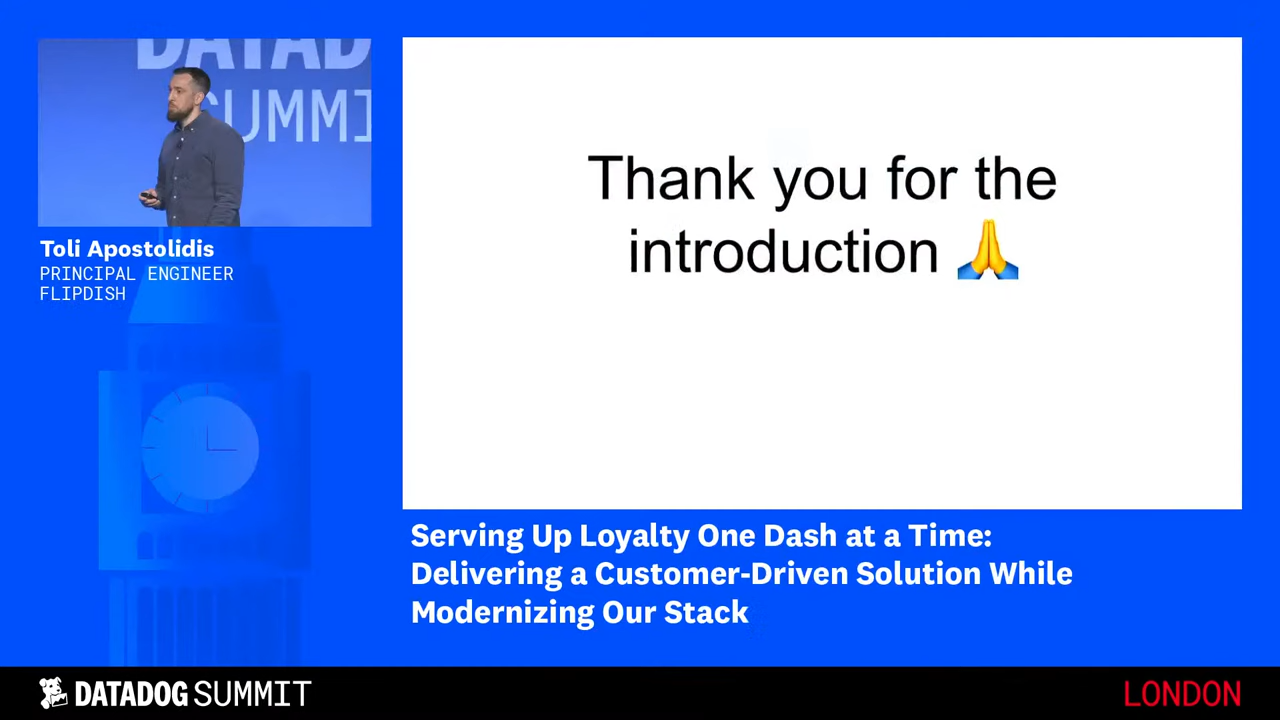 DATADOG
SUMMIT
Toli Apostolidis
PRINCIPAL ENGINEER
FLIPDISH
Thank you for the
introduction 🙏
Serving Up Loyalty One Dash at a Time:
Delivering a Customer-Driven Solution While
Modernizing Our Stack
DATADOG SUMMIT
LONDON